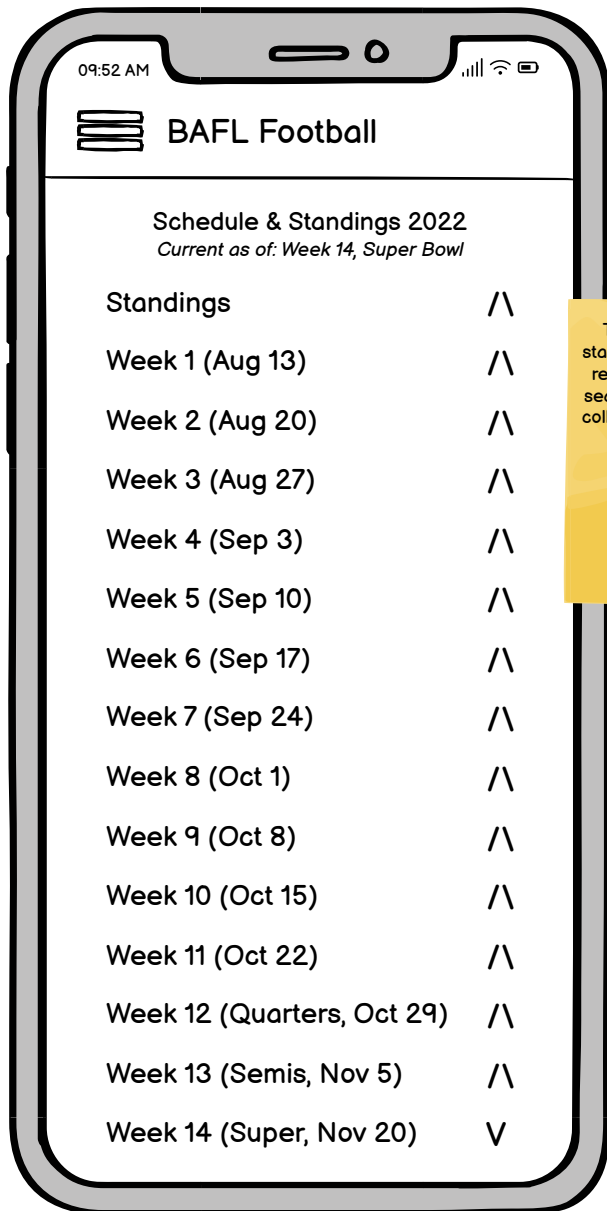 09:52 AM
BAFL Football
Schedule & Standings 2022
Current as of: Week 14, Super Bowl
Standings /\
Week 1 (Aug 13) /\
Week 2 (Aug 20) /\
Week 3 (Aug 27) /\
Week 4 (Sep 3) /\
Week 5 (Sep 10) /\
Week 6 (Sep 17) /\
Week 7 (Sep 24) /\
Week 8 (Oct 1) /\
Week 9 (Oct 8) /\
Week 10 (Oct 15) /\
Week 11 (Oct 22) /\
Week 12 (Quarters, Oct 29) /\
Week 13 (Semis, Nov 5) /\
Week 14 (Super, Nov 20) V